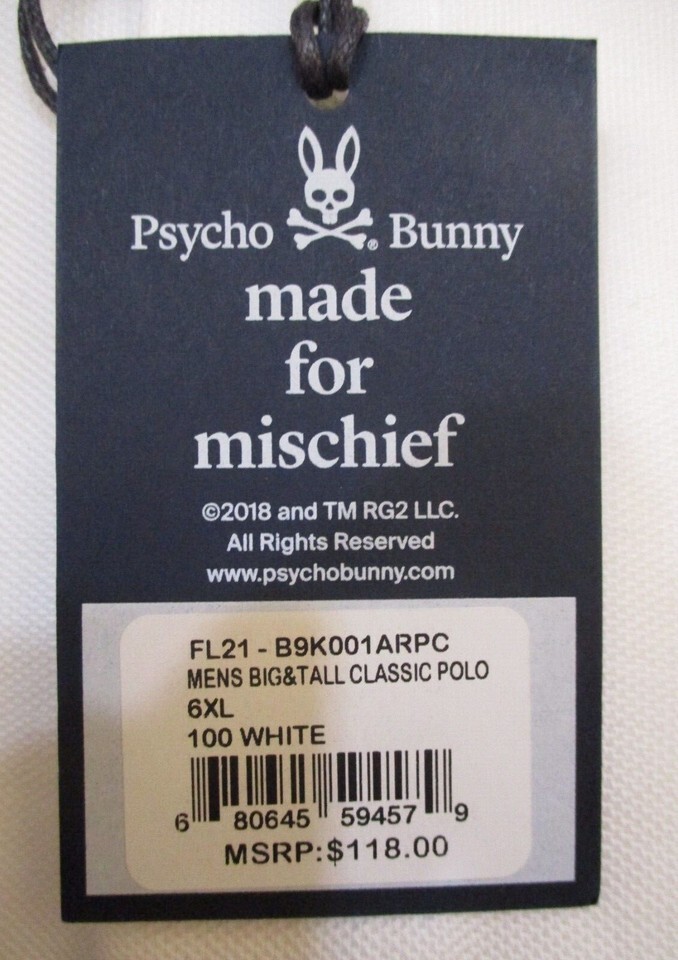 Psycho ® Bunny
made
for
mischief
©2018 and TM RG2 LLC.
All Rights Reserved
www.psychobunny.com
FL21 - B9K001ARPC
MENS BIG&TALL CLASSIC POLO
6XL
100 WHITE
6 80645 59457 9
MSRP:$118.00